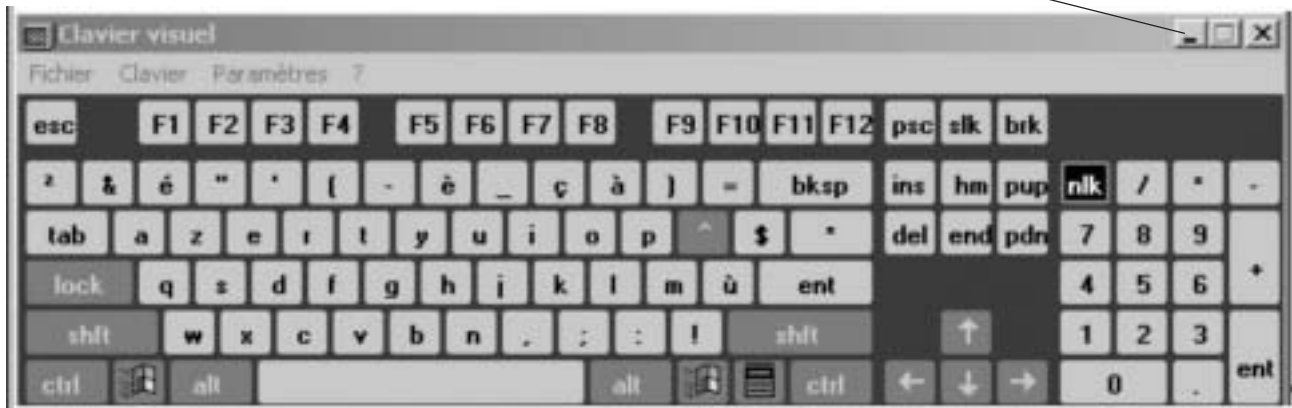 Clavier visuel
Fichier Clavier Paramètres ?
esc F1 F2 F3 F4 F5 F6 F7 F8 F9 F10 F11 F12 psc slk brk
² & é " ' ( - è _ ç à ) = bksp ins hm pup nlk / * -
tab a z e r t y u i o p ^ $ * del end pdn 7 8 9 +
lock q s d f g h j k l m ù ent 4 5 6
shft w x c v b n , ; : ! shft ↑ 1 2 3 ent
ctrl alt alt ctrl ← ↓ → 0 .